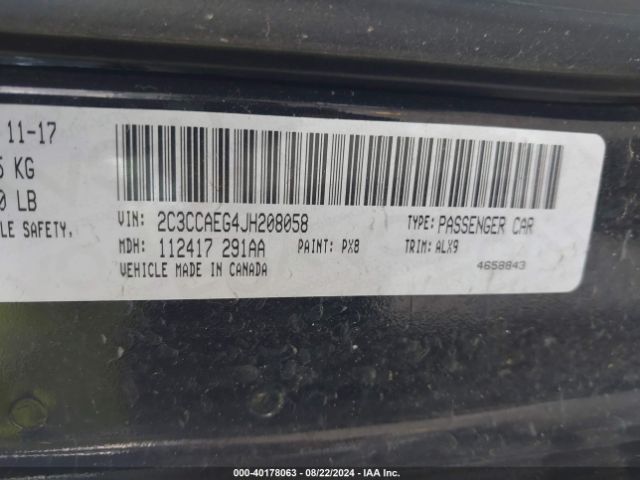 11-17
KG
LB
LE SAFETY,
VIN: 2C3CCAEG4JH208058
TYPE: PASSENGER CAR
MDH: 112417 291AA
PAINT: PX8
TRIM: ALX9
VEHICLE MADE IN CANADA
4658843
000-40178063 - 08/22/2024 - IAA Inc.